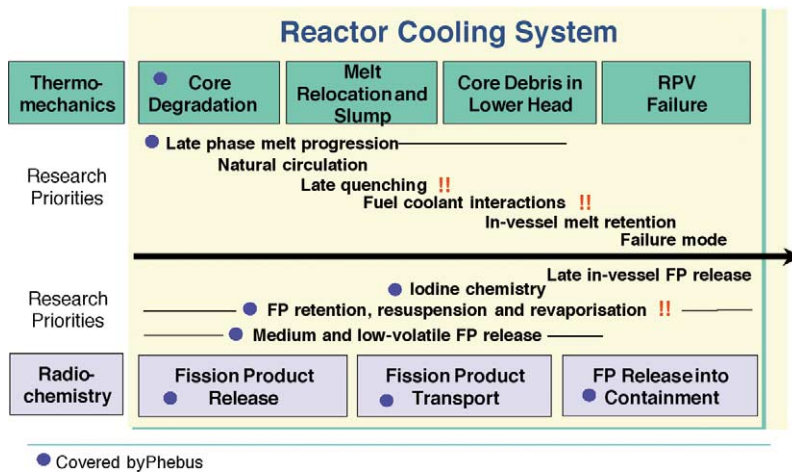 Reactor Cooling System
Thermo-
mechanics
Core
Degradation
Melt
Relocation and
Slump
Core Debris in
Lower Head
RPV
Failure
Research
Priorities
Late phase melt progression
Natural circulation
Late quenching !!
Fuel coolant interactions !!
In-vessel melt retention
Failure mode
Late in-vessel FP release
Research
Priorities
Iodine chemistry
FP retention, resuspension and revaporisation !!
Medium and low-volatile FP release
Radio-
chemistry
Fission Product
Release
Fission Product
Transport
FP Release into
Containment
Covered byPhebus